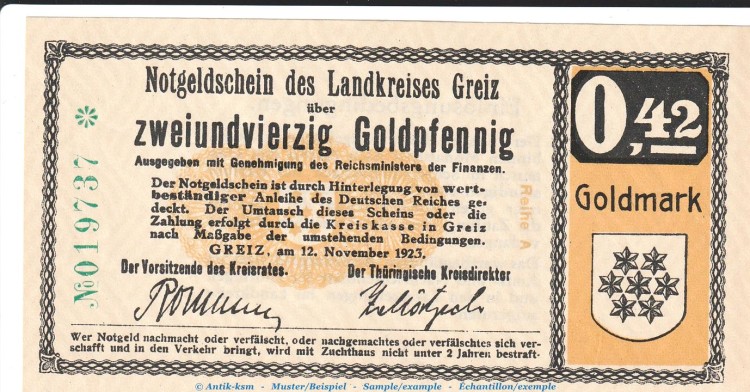 Notgeldschein des Landkreises Greiz
über
zweiundvierzig Goldpfennig
Ausgegeben mit Genehmigung des Reichsministers der Finanzen.
Der Notgeldschein ist durch Hinterlegung von wert-
beständiger Anleihe des Deutschen Reiches ge-
deckt. Der Umtausch dieses Scheins oder die
Zahlung erfolgt durch die Kreiskasse in Greiz
nach Maßgabe der umstehenden Bedingungen.
GREIZ, am 12. November 1923.
Der Vorsitzende des Kreisrates. Der Thüringische Kreisdirektor
Wer Notgeld nachmacht oder verfälscht, oder nachgemachtes oder verfälschtes sich ver-
schafft und in den Verkehr bringt, wird mit Zuchthaus nicht unter 2 Jahren bestraft.
№019737 *
Reihe A
0,42
Goldmark
© Antik-ksm - Muster/Beispiel - Sample/example - Échantillon/exemple